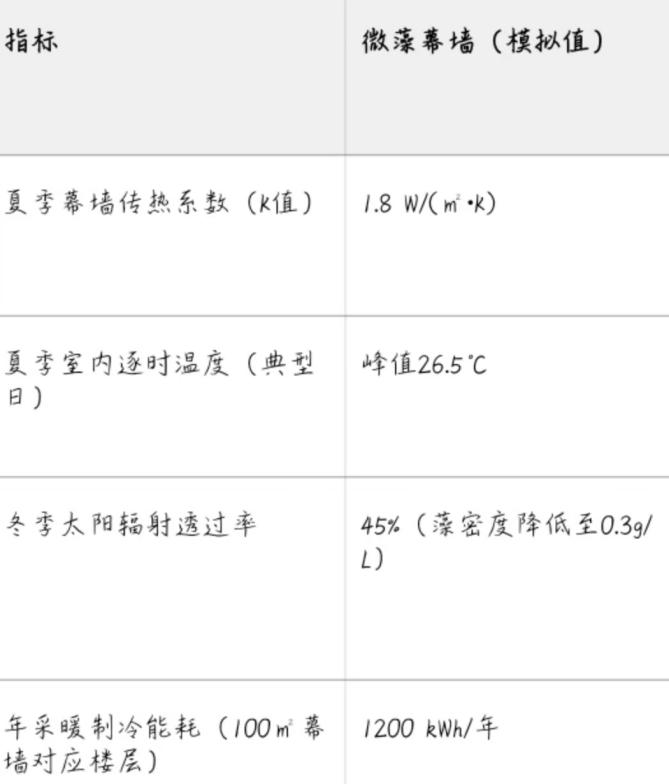 指标
微藻幕墙（模拟值）
夏季幕墙传热系数（K值）
1.8 W/(㎡·K)
夏季室内逐时温度（典型
日）
峰值26.5℃
冬季太阳辐射透过率
45%（藻密度降低至0.3g/
L）
年采暖制冷能耗（100㎡幕
墙对应楼层）
1200 kWh/年